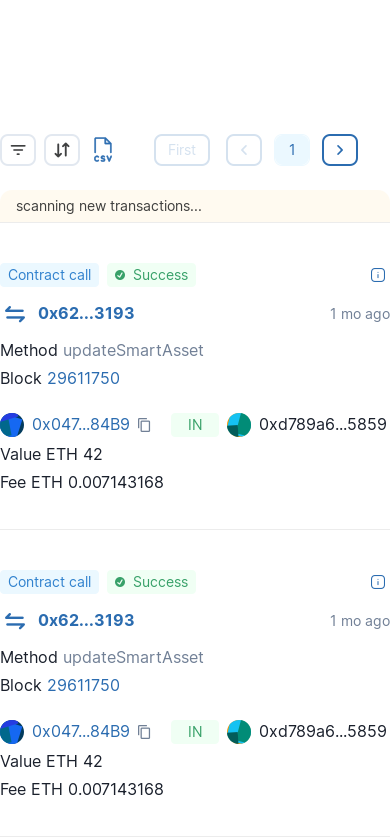 CSV
First
1
scanning new transactions...
Contract call Success
0x62...3193 1 mo ago
Method updateSmartAsset
Block 29611750
0x047...84B9 IN 0xd789a6...5859
Value ETH 42
Fee ETH 0.007143168
Contract call Success
0x62...3193 1 mo ago
Method updateSmartAsset
Block 29611750
0x047...84B9 IN 0xd789a6...5859
Value ETH 42
Fee ETH 0.007143168